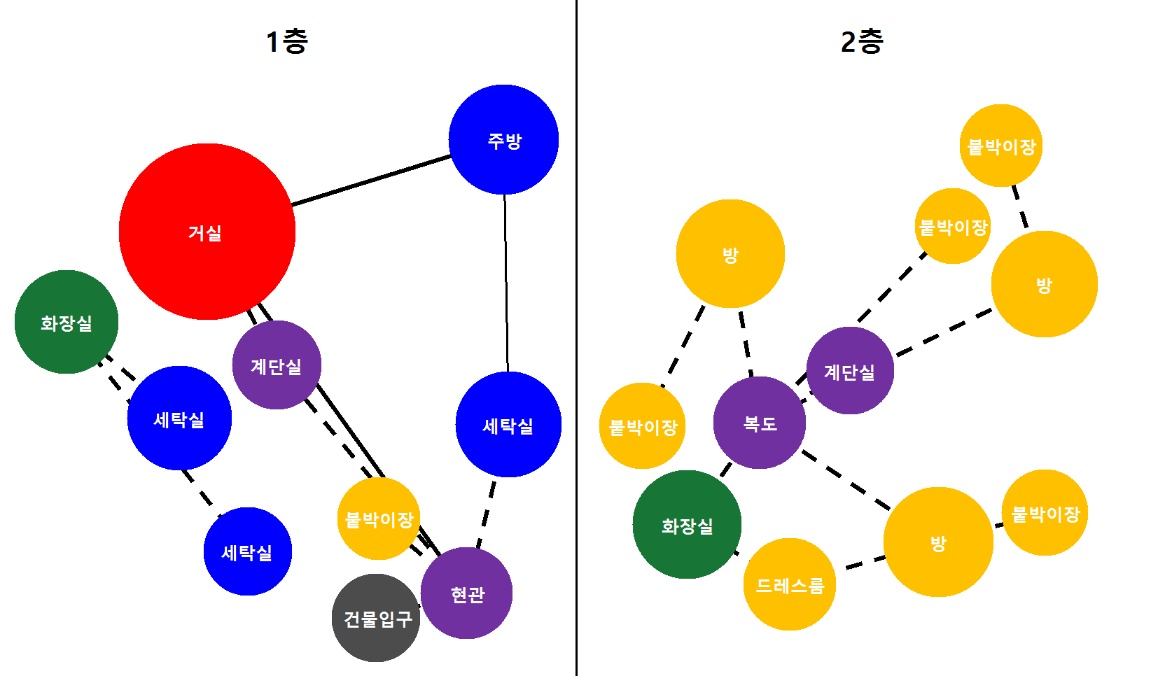 1층
주방
거실
화장실
계단실
세탁실
세탁실
붙박이장
세탁실
현관
건물입구
2층
붙박이장
붙박이장
방
방
계단실
붙박이장
복도
화장실
방
붙박이장
드레스룸